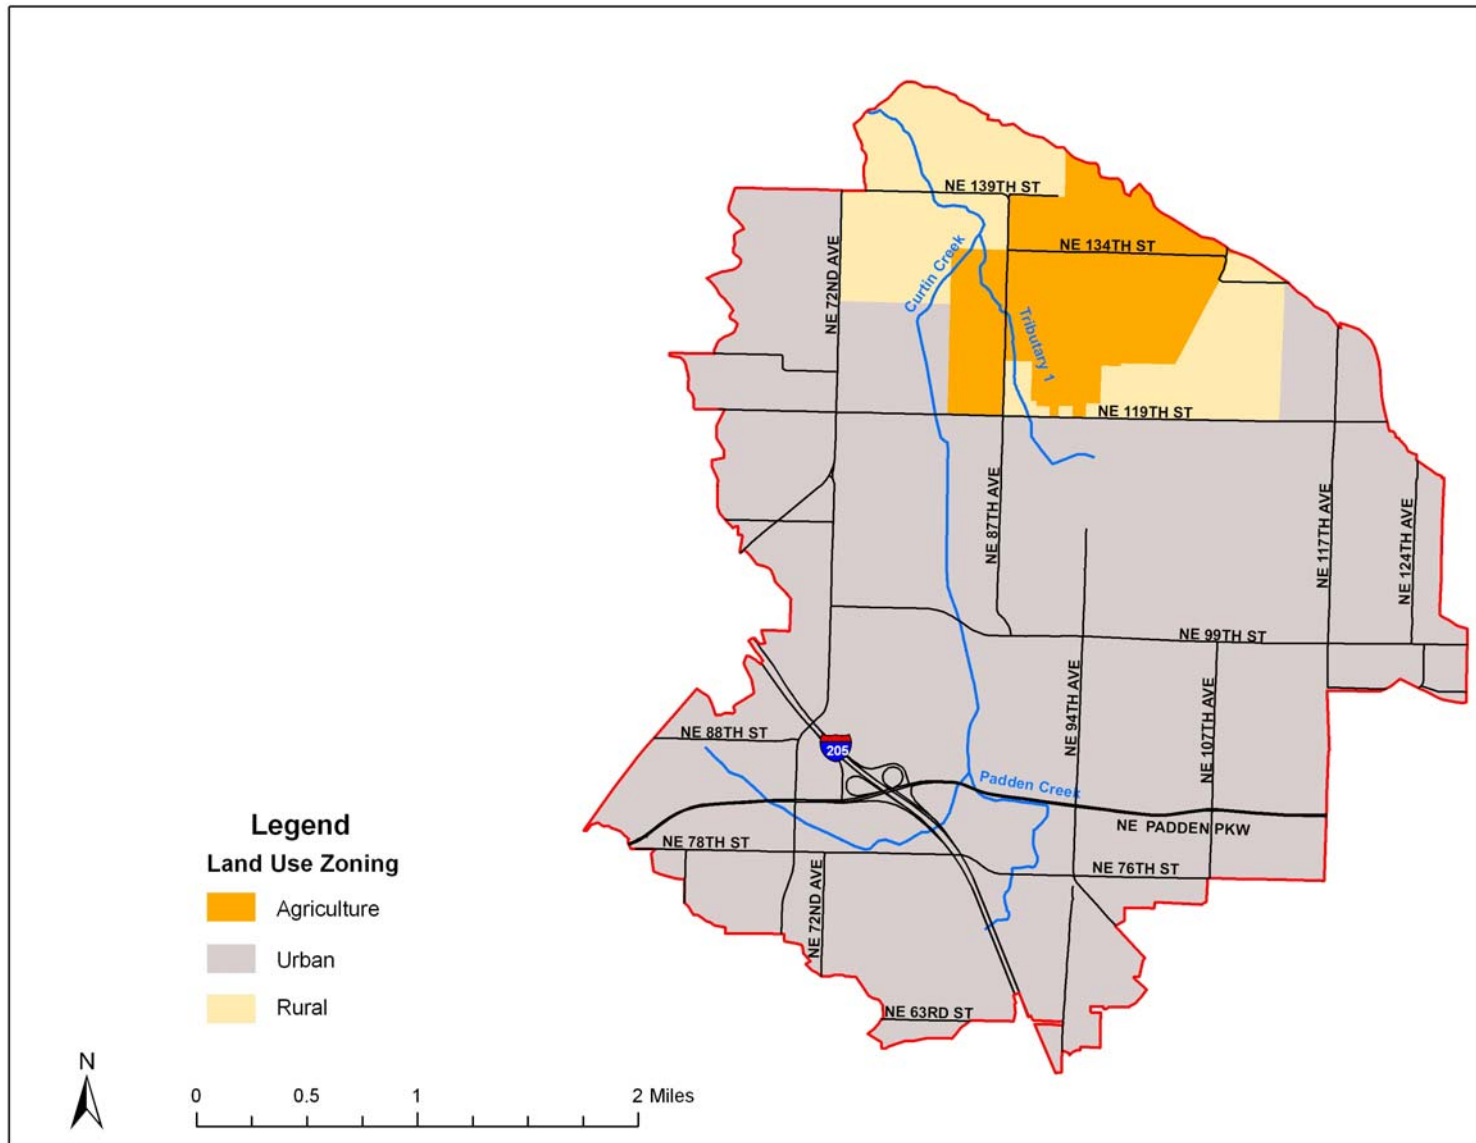 NE 139TH ST
NE 134TH ST
NE 72ND AVE
Curtin Creek
Tributary 1
NE 119TH ST
NE 87TH AVE
NE 117TH AVE
NE 124TH AVE
NE 99TH ST
NE 94TH AVE
NE 107TH AVE
NE 88TH ST
205
Padden Creek
NE PADDEN PKW
NE 78TH ST
NE 76TH ST
NE 72ND AVE
NE 63RD ST
Legend
Land Use Zoning
Agriculture
Urban
Rural
N
0 0.5 1 2 Miles